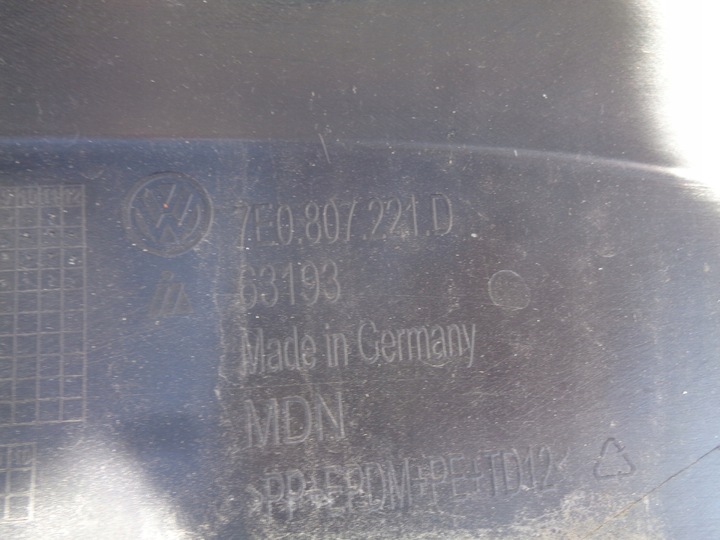 7E0.807.221.D
63193
Made in Germany
MDN
>PP+EPDM+PE+TD12<